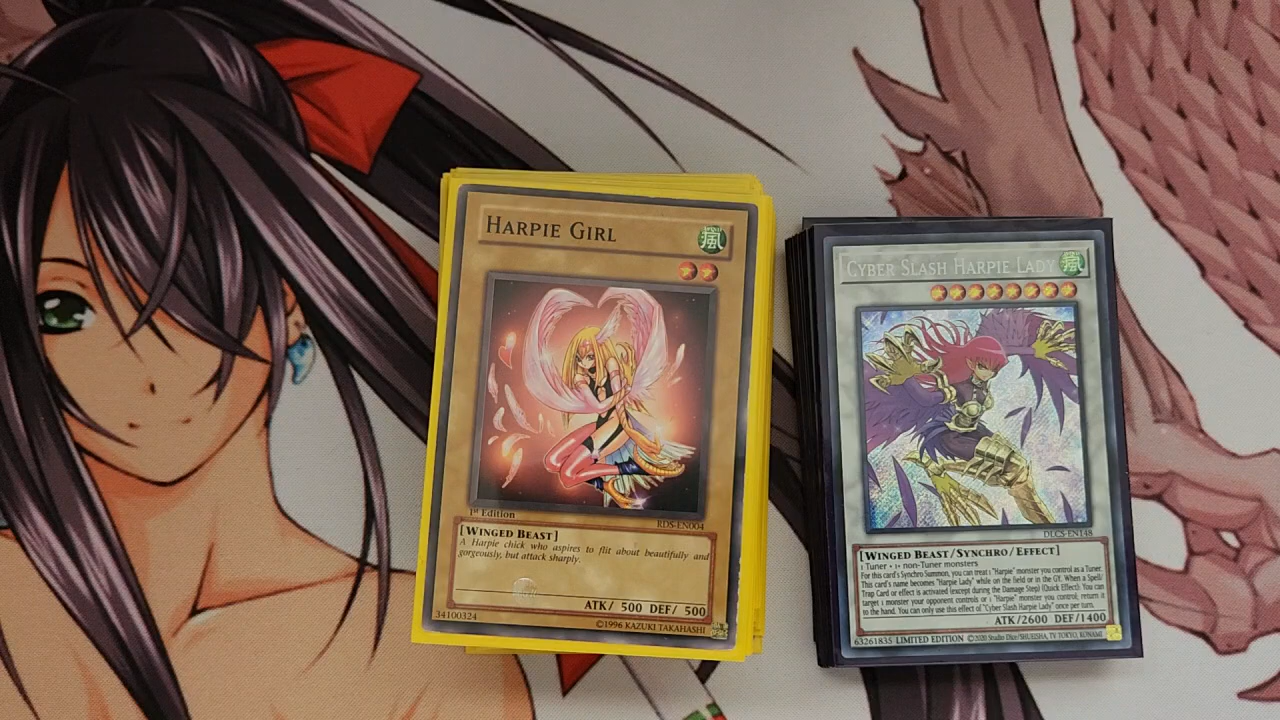 HARPIE GIRL
風
1st Edition
RDS-EN004
[WINGED BEAST]
A Harpie chick who aspires to flit about beautifully and
gorgeously, but attack sharply.
ATK/ 500 DEF/ 500
34100324
©1996 KAZUKI TAKAHASHI
CYBER SLASH HARPIE LADY
風
DLCS-EN148
[WINGED BEAST/SYNCHRO/EFFECT]
1 Tuner + 1+ non-Tuner monsters
For this card's Synchro Summon, you can treat 1 "Harpie" monster you control as a Tuner.
This card's name becomes "Harpie Lady" while on the field or in the GY. When a Spell/
Trap Card or effect is activated (except during the Damage Step) (Quick Effect): You can
target 1 monster your opponent controls or 1 "Harpie" monster you control; return it
to the hand. You can only use this effect of "Cyber Slash Harpie Lady" once per turn.
ATK/2600 DEF/1400
63261835 LIMITED EDITION ©2020 Studio Dice/SHUEISHA, TV TOKYO, KONAMI